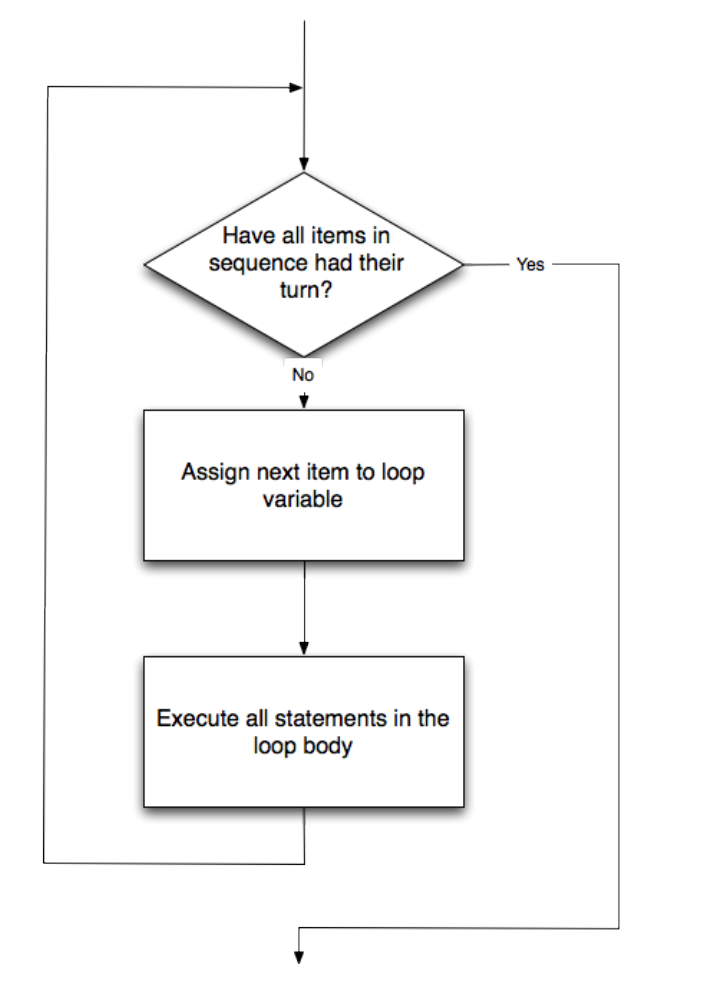 Have all items in
sequence had their
turn?
Yes
No
Assign next item to loop
variable
Execute all statements in the
loop body